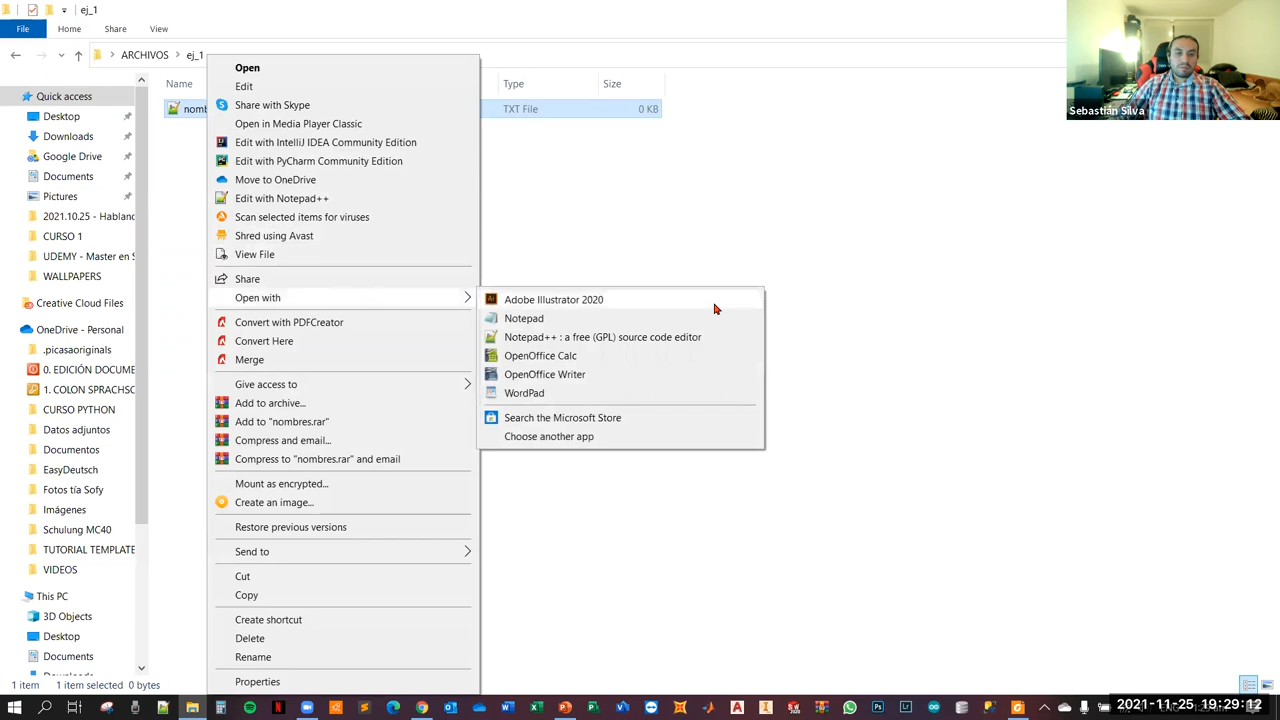 ej_1
File
Home
Share
View
ARCHIVOS
ej_1
Name
Type
Size
nomb
TXT File
0 KB
Sebastián Silva
Quick access
Desktop
Downloads
Google Drive
Documents
Pictures
2021.10.25 - Hablanc
CURSO 1
UDEMY - Master en S
WALLPAPERS
Creative Cloud Files
OneDrive - Personal
.picasaoriginals
0. EDICIÓN DOCUME
1. COLON SPRACHSC
CURSO PYTHON
Datos adjuntos
Documentos
EasyDeutsch
Fotos tía Sofy
Imágenes
Schulung MC40
TUTORIAL TEMPLATE
VIDEOS
This PC
3D Objects
Desktop
Documents
Open
Edit
Share with Skype
Open in Media Player Classic
Edit with IntelliJ IDEA Community Edition
Edit with PyCharm Community Edition
Move to OneDrive
Edit with Notepad++
Scan selected items for viruses
Shred using Avast
View File
Share
Open with
Convert with PDFCreator
Convert Here
Merge
Give access to
Add to archive...
Add to "nombres.rar"
Compress and email...
Compress to "nombres.rar" and email
Mount as encrypted...
Create an image...
Restore previous versions
Send to
Cut
Copy
Create shortcut
Delete
Rename
Properties
Adobe Illustrator 2020
Notepad
Notepad++ : a free (GPL) source code editor
OpenOffice Calc
OpenOffice Writer
WordPad
Search the Microsoft Store
Choose another app
1 item
1 item selected 0 bytes
2021-11-25 19:29:12